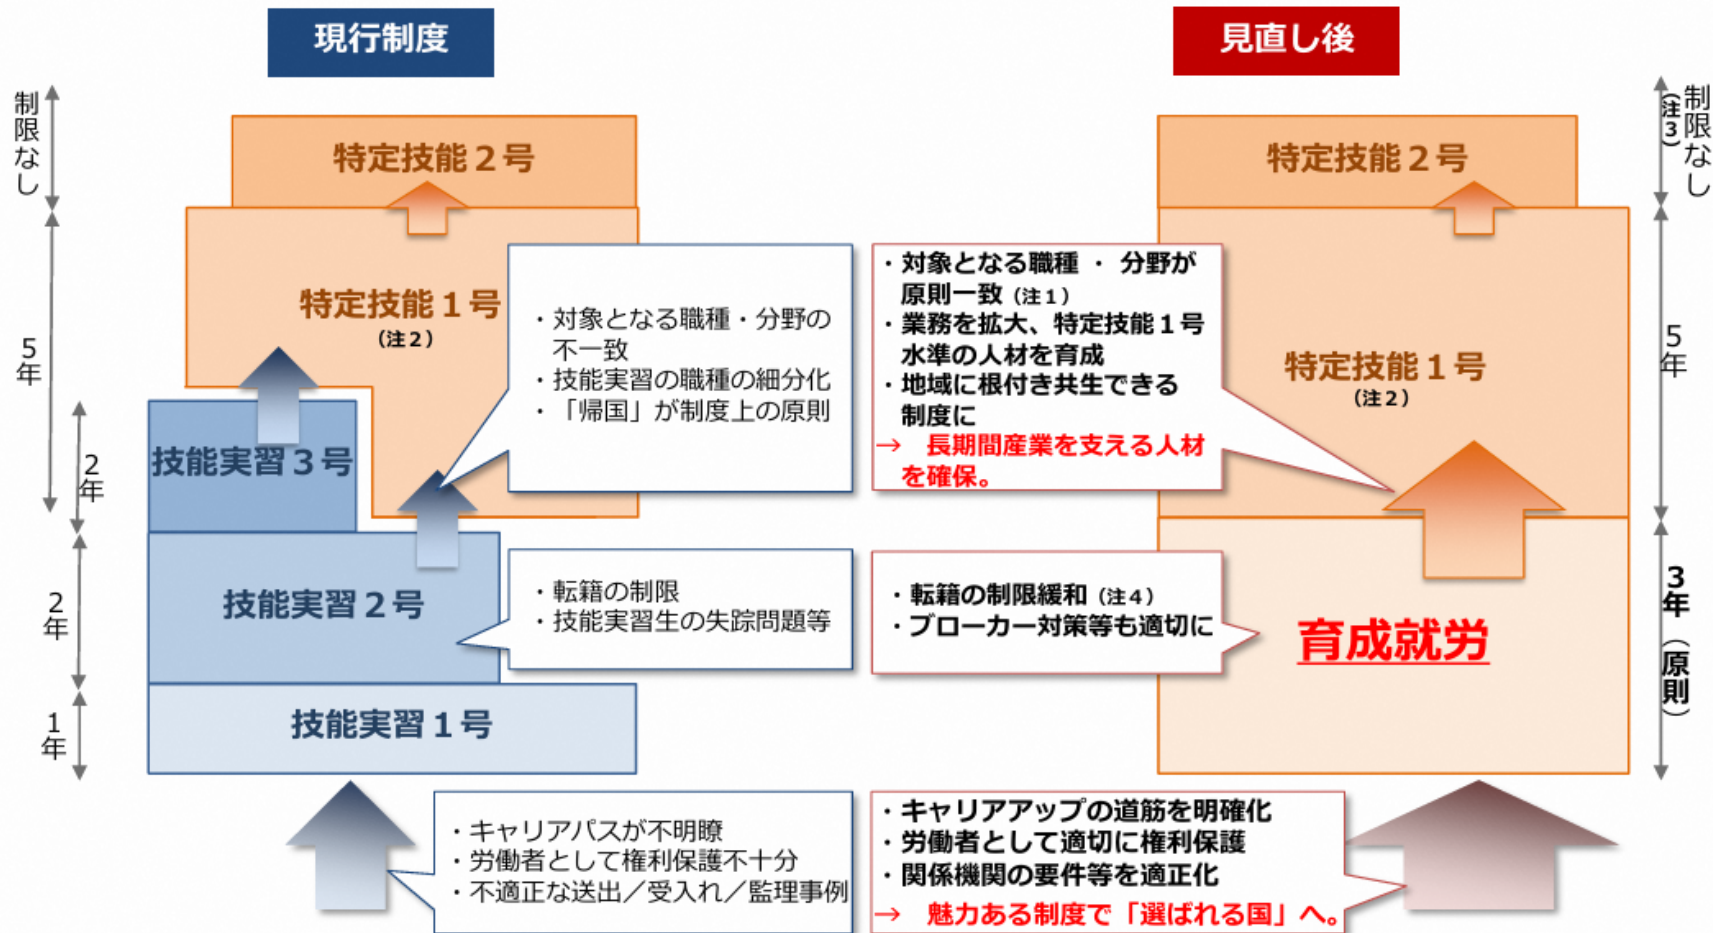 現行制度
制限なし
5年
2年
2年
1年
特定技能２号
特定技能１号
（注２）
技能実習３号
技能実習２号
技能実習１号
・対象となる職種・分野の
不一致
・技能実習の職種の細分化
・「帰国」が制度上の原則
・転籍の制限
・技能実習生の失踪問題等
・キャリアパスが不明瞭
・労働者として権利保護不十分
・不適正な送出／受入れ／監理事例
見直し後
・対象となる職種 ・ 分野が
原則一致（注１）
・業務を拡大、特定技能１号
水準の人材を育成
・地域に根付き共生できる
制度に
→ 長期間産業を支える人材
を確保。
・転籍の制限緩和（注４）
・ブローカー対策等も適切に
・キャリアアップの道筋を明確化
・労働者として適切に権利保護
・関係機関の要件等を適正化
→ 魅力ある制度で「選ばれる国」へ。
特定技能２号
特定技能１号
（注２）
育成就労
制限なし
（注３）
5年
3年（原則）